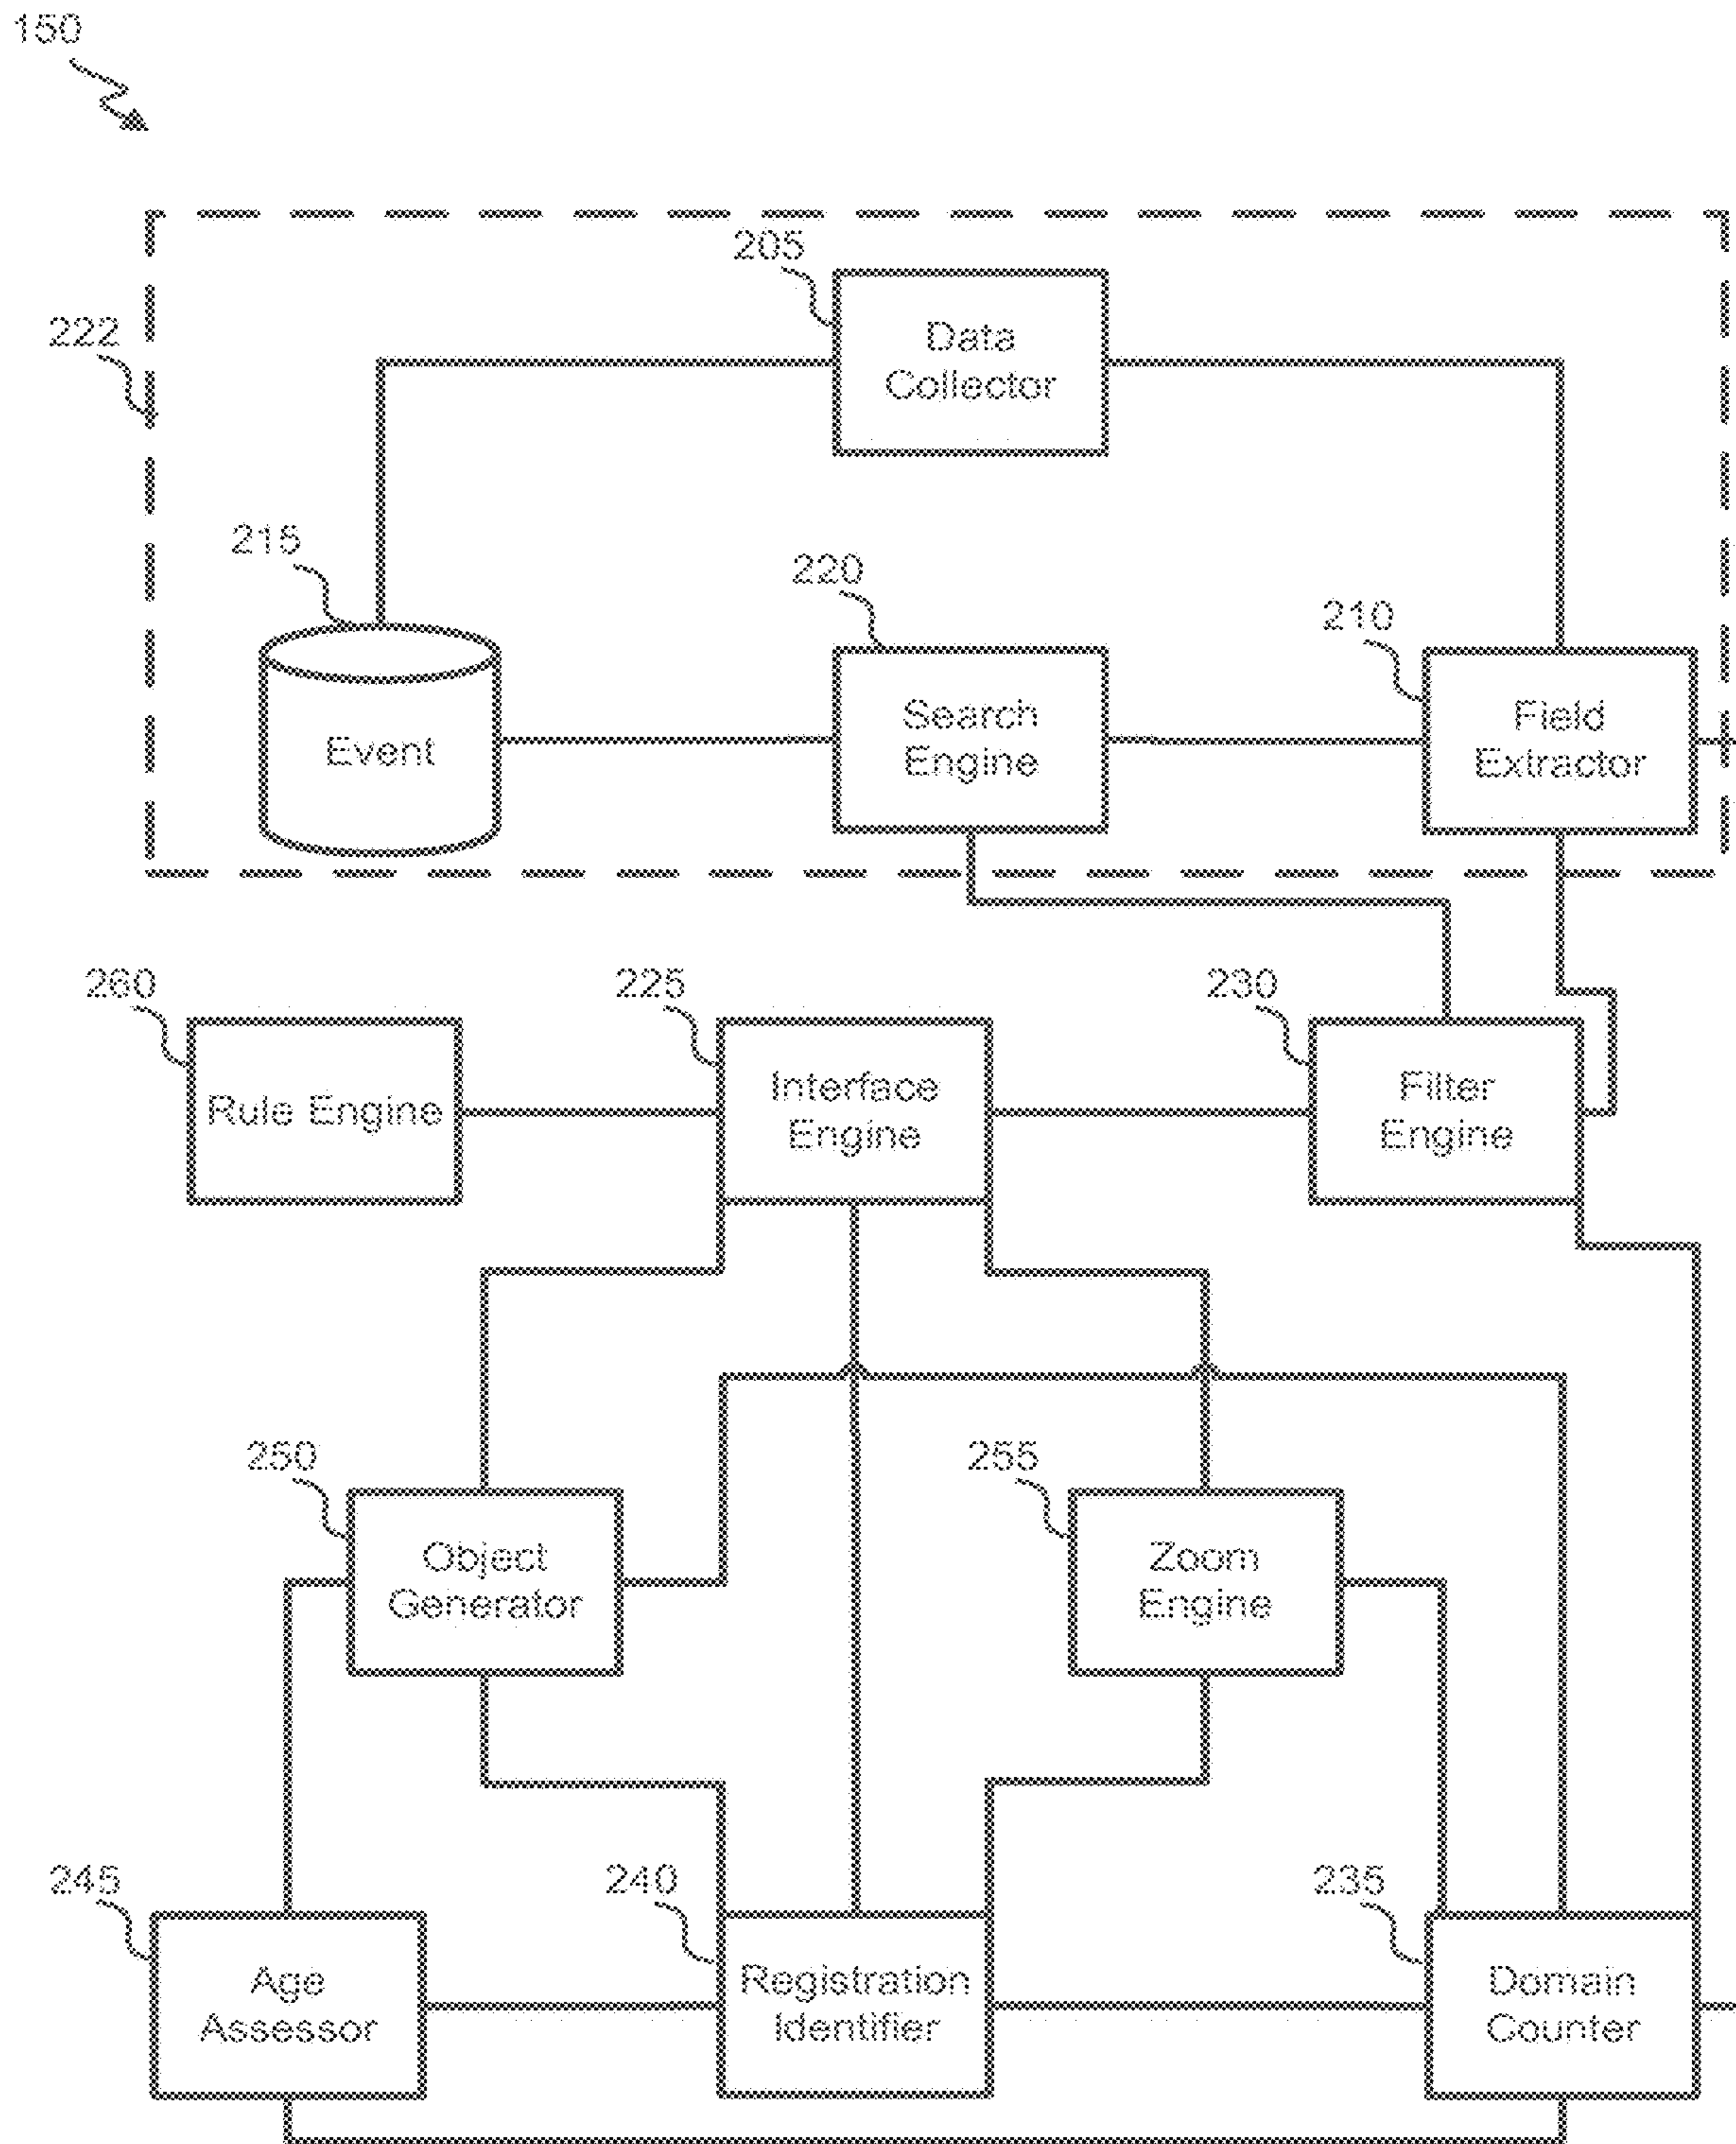 150
205
222
Data
Collector
215
220
210
Event
Search
Engine
Field
Extractor
260
225
230
Rule Engine
Interface
Engine
Filter
Engine
250
255
Object
Generator
Zoom
Engine
245
240
235
Age
Assessor
Registration
Identifier
Domain
Counter